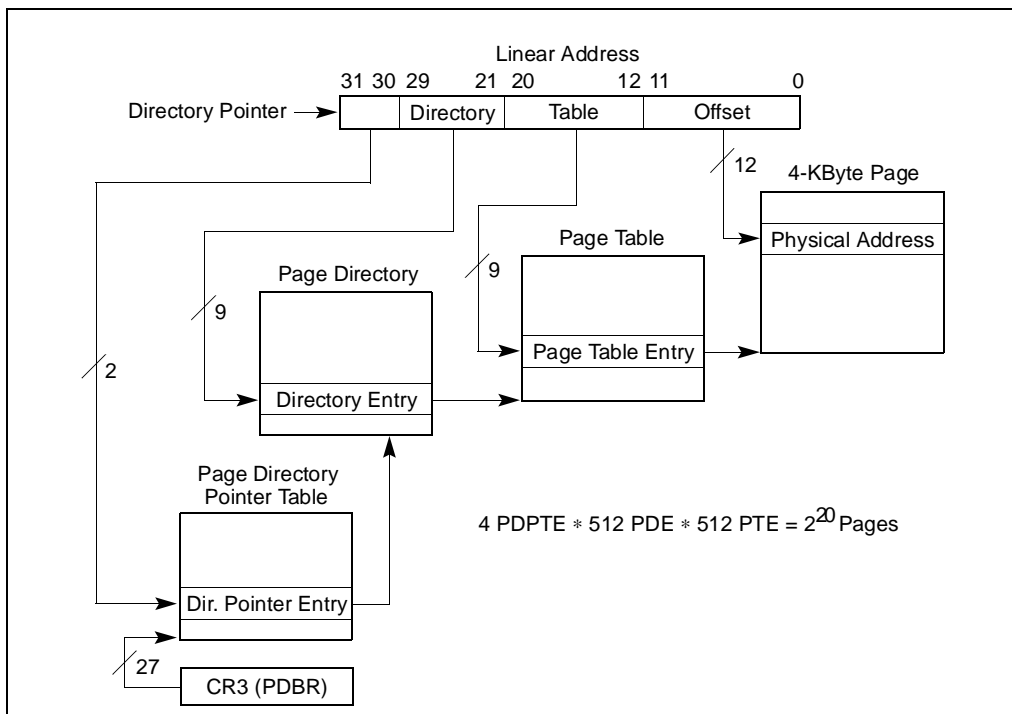 Linear Address
31 30 29 21 20 12 11 0
Directory Pointer
Directory Table Offset
12
4-KByte Page
Physical Address
Page Table
9
Page Table Entry
Page Directory
9
Directory Entry
2
Page Directory
Pointer Table
Dir. Pointer Entry
4 PDPTE * 512 PDE * 512 PTE = 2^20 Pages
27
CR3 (PDBR)